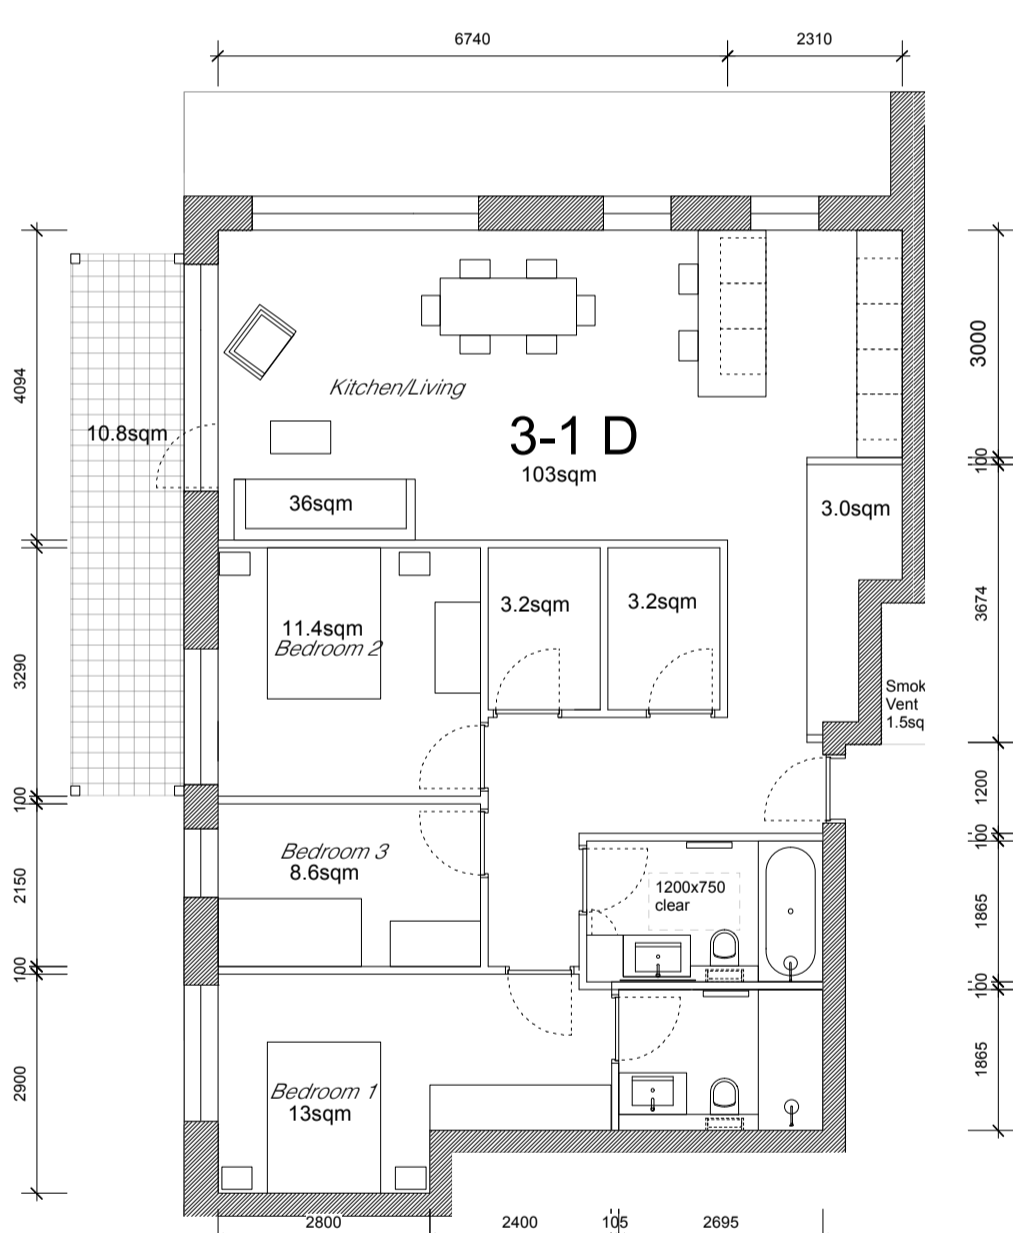 6740
2310
4094
3290
100
2150
100
2900
10.8sqm
Kitchen/Living
3-1 D
103sqm
36sqm
3.0sqm
3000
100
3674
1200
100
1865
100
1865
11.4sqm
Bedroom 2
3.2sqm
3.2sqm
Smok
Vent
1.5sq
Bedroom 3
8.6sqm
1200x750
clear
Bedroom 1
13sqm
2800
2400
105
2695